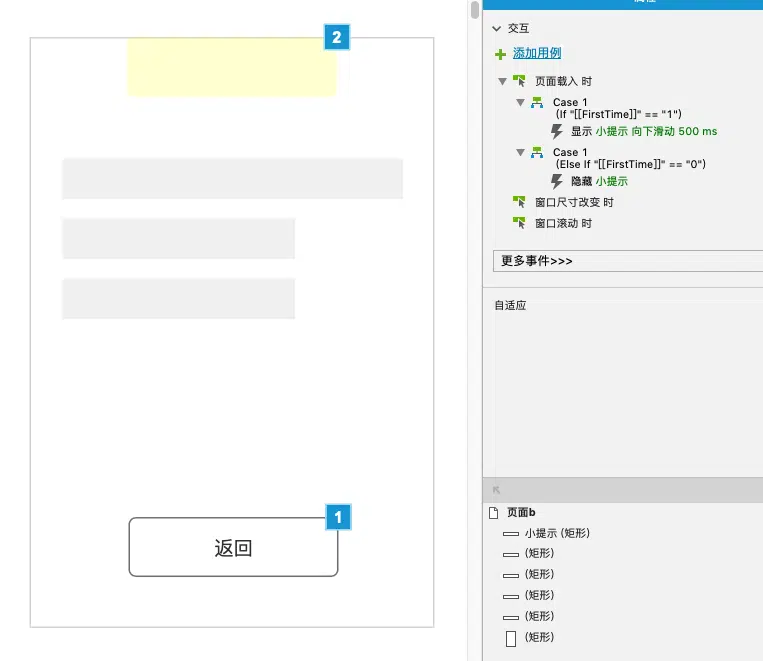 2
返回
1
交互
添加用例
页面载入 时
Case 1
(If "[[FirstTime]]" == "1")
显示 小提示 向下滑动 500 ms
Case 1
(Else If "[[FirstTime]]" == "0")
隐藏 小提示
窗口尺寸改变 时
窗口滚动 时
更多事件>>>
自适应
页面b
小提示 (矩形)
(矩形)
(矩形)
(矩形)
(矩形)
(矩形)